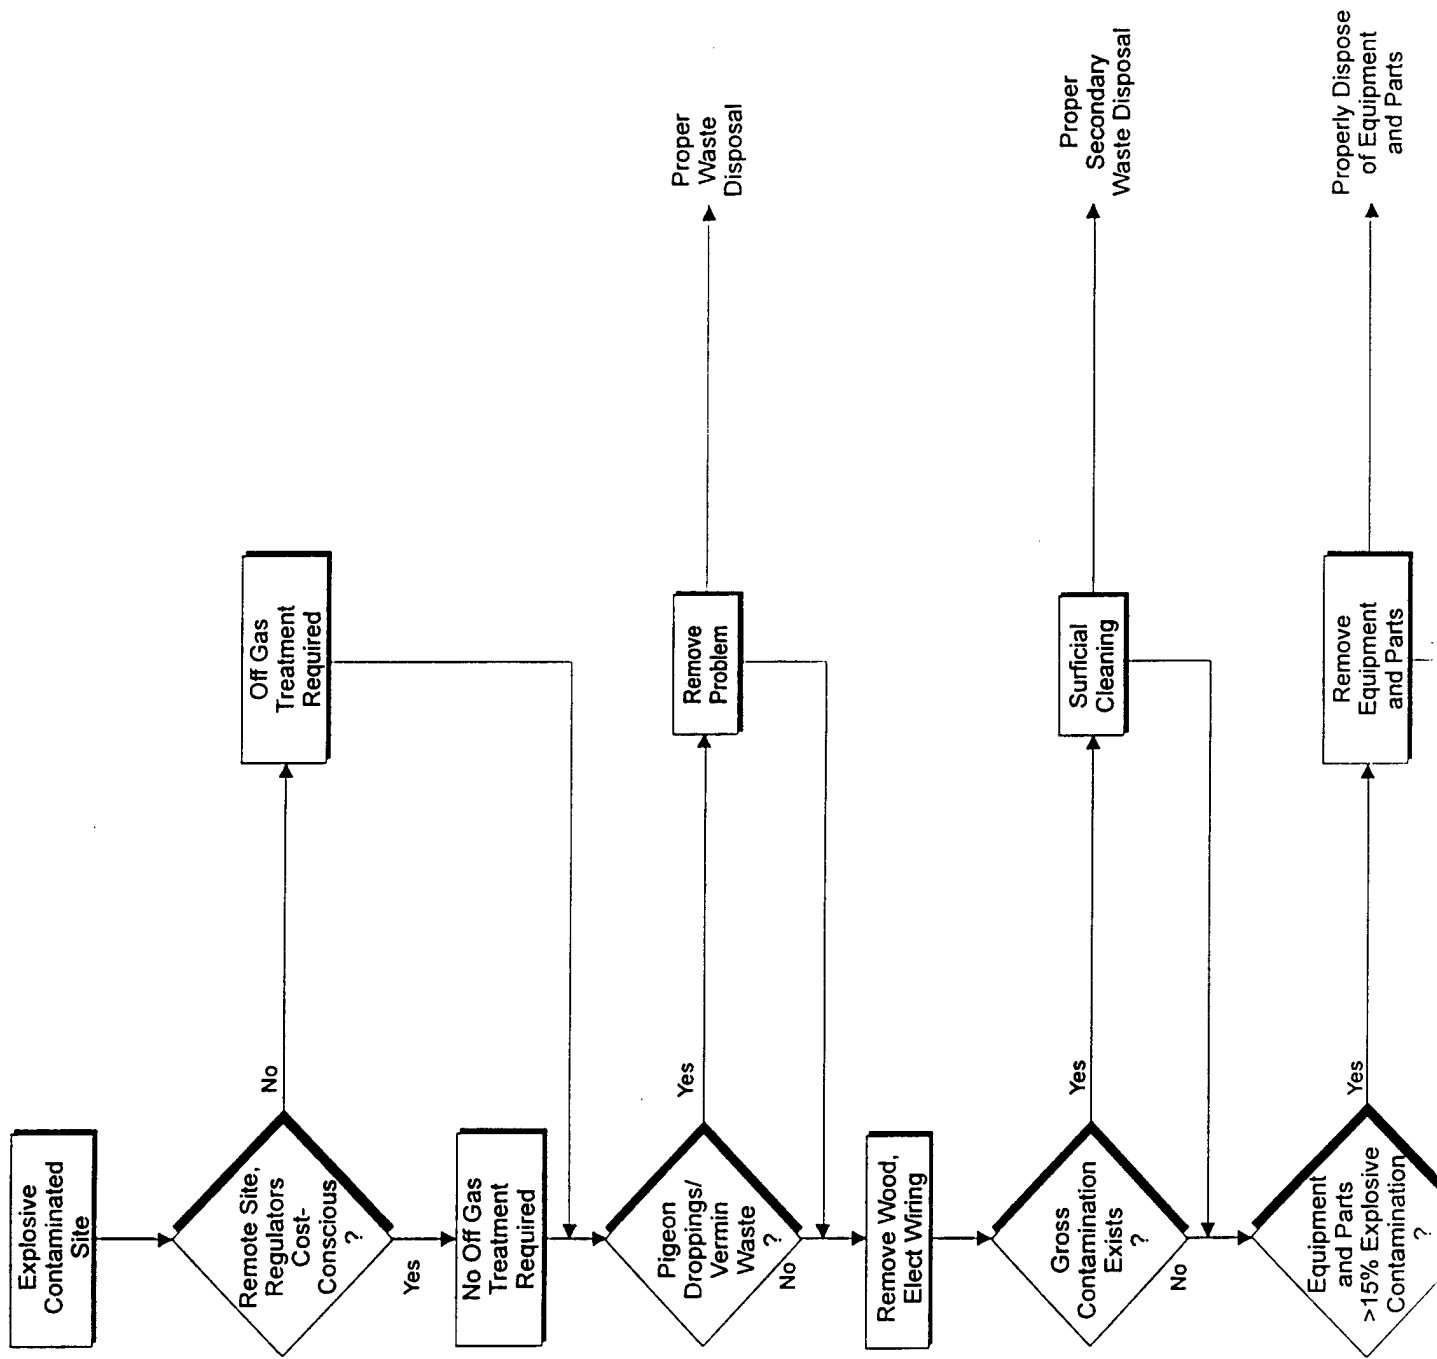 Explosive
Contaminated
Site
Remote Site,
Regulators
Cost-
Conscious
?
No
Off Gas
Treatment
Required
Yes
No Off Gas
Treatment
Required
Pigeon
Droppings/
Vermin
Waste
?
Yes
Remove
Problem
Proper
Waste
Disposal
No
Remove Wood,
Elect Wiring
Gross
Contamination
Exists
?
Yes
Surficial
Cleaning
Proper
Secondary
Waste Disposal
No
Equipment
and Parts
>15% Explosive
Contamination
?
Yes
Remove
Equipment
and Parts
Properly Dispose
of Equipment
and Parts